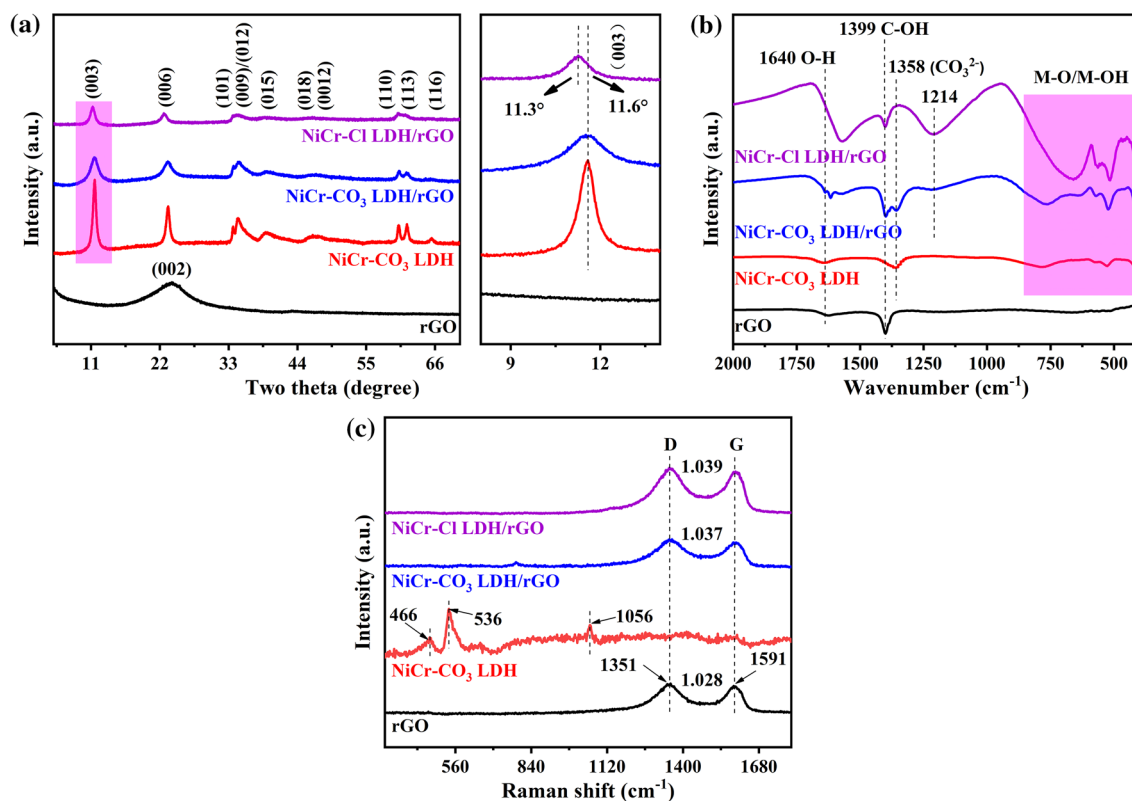 (a)
(003)
(006)
(101)
(009)/(012)
(015)
(018)
(0012)
(110)
(113)
(116)
NiCr-Cl LDH/rGO
NiCr-CO₃ LDH/rGO
NiCr-CO₃ LDH
(002)
rGO
Intensity (a.u.)
11
22
33
44
55
66
Two theta (degree)
(003)
11.3°
11.6°
9
12
(b)
1399 C-OH
1640 O-H
1358 (CO₃²⁻)
1214
M-O/M-OH
NiCr-Cl LDH/rGO
NiCr-CO₃ LDH/rGO
NiCr-CO₃ LDH
rGO
Intensity (a.u.)
2000
1500
1000
500
Wavenumber (cm⁻¹)
(c)
D
G
1.039
NiCr-Cl LDH/rGO
1.037
NiCr-CO₃ LDH/rGO
466
536
1056
NiCr-CO₃ LDH
1351
1.028
1591
rGO
Intensity (a.u.)
560
840
1120
1400
1680
Raman shift (cm⁻¹)